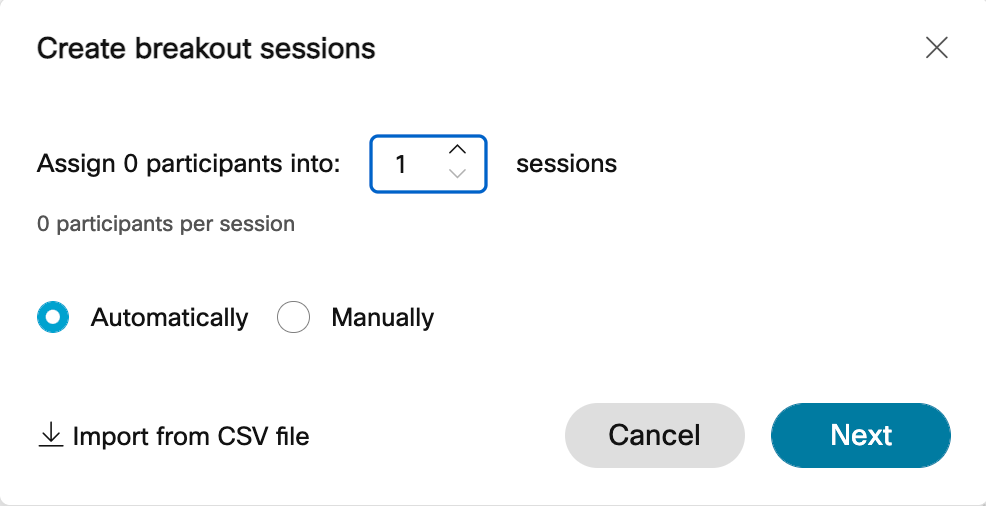 Create breakout sessions
Assign 0 participants into: 1 sessions
0 participants per session
Automatically Manually
Import from CSV file Cancel Next